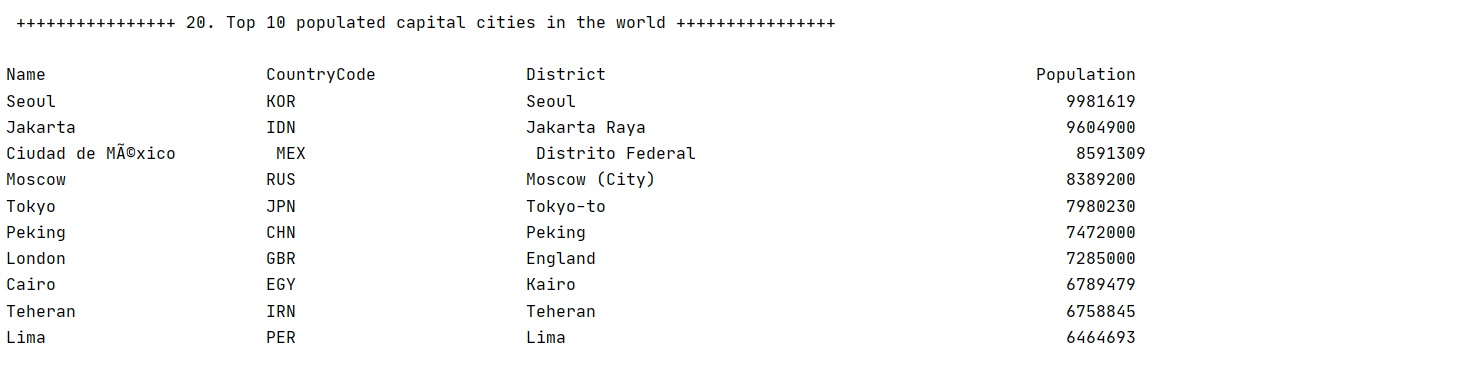 ++++++++++++++++ 20. Top 10 populated capital cities in the world ++++++++++++++++
Name CountryCode District Population
Seoul KOR Seoul 9981619
Jakarta IDN Jakarta Raya 9604900
Ciudad de MÃ©xico MEX Distrito Federal 8591309
Moscow RUS Moscow (City) 8389200
Tokyo JPN Tokyo-to 7980230
Peking CHN Peking 7472000
London GBR England 7285000
Cairo EGY Kairo 6789479
Teheran IRN Teheran 6758845
Lima PER Lima 6464693